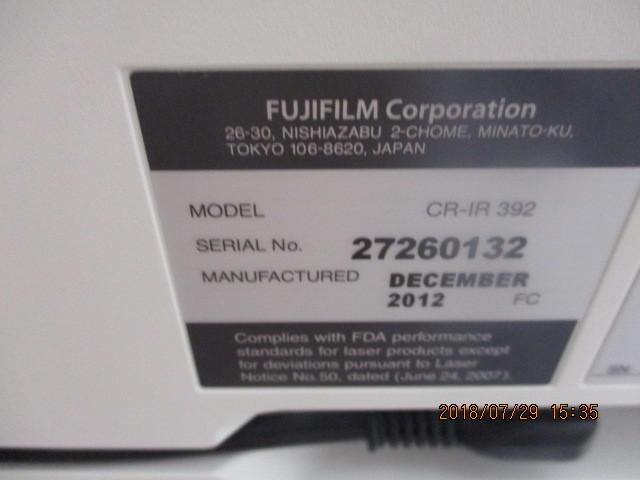 FUJIFILM Corporation
26-30, NISHIAZABU 2-CHOME, MINATO-KU,
TOKYO 106-8620, JAPAN
MODEL CR-IR 392
SERIAL No. 27260132
MANUFACTURED DECEMBER
2012 FC
Complies with FDA performance
standards for laser products except
for deviations pursuant to Laser
Notice No.50, dated (June 24, 2007).
SN
2018/07/29 15:35